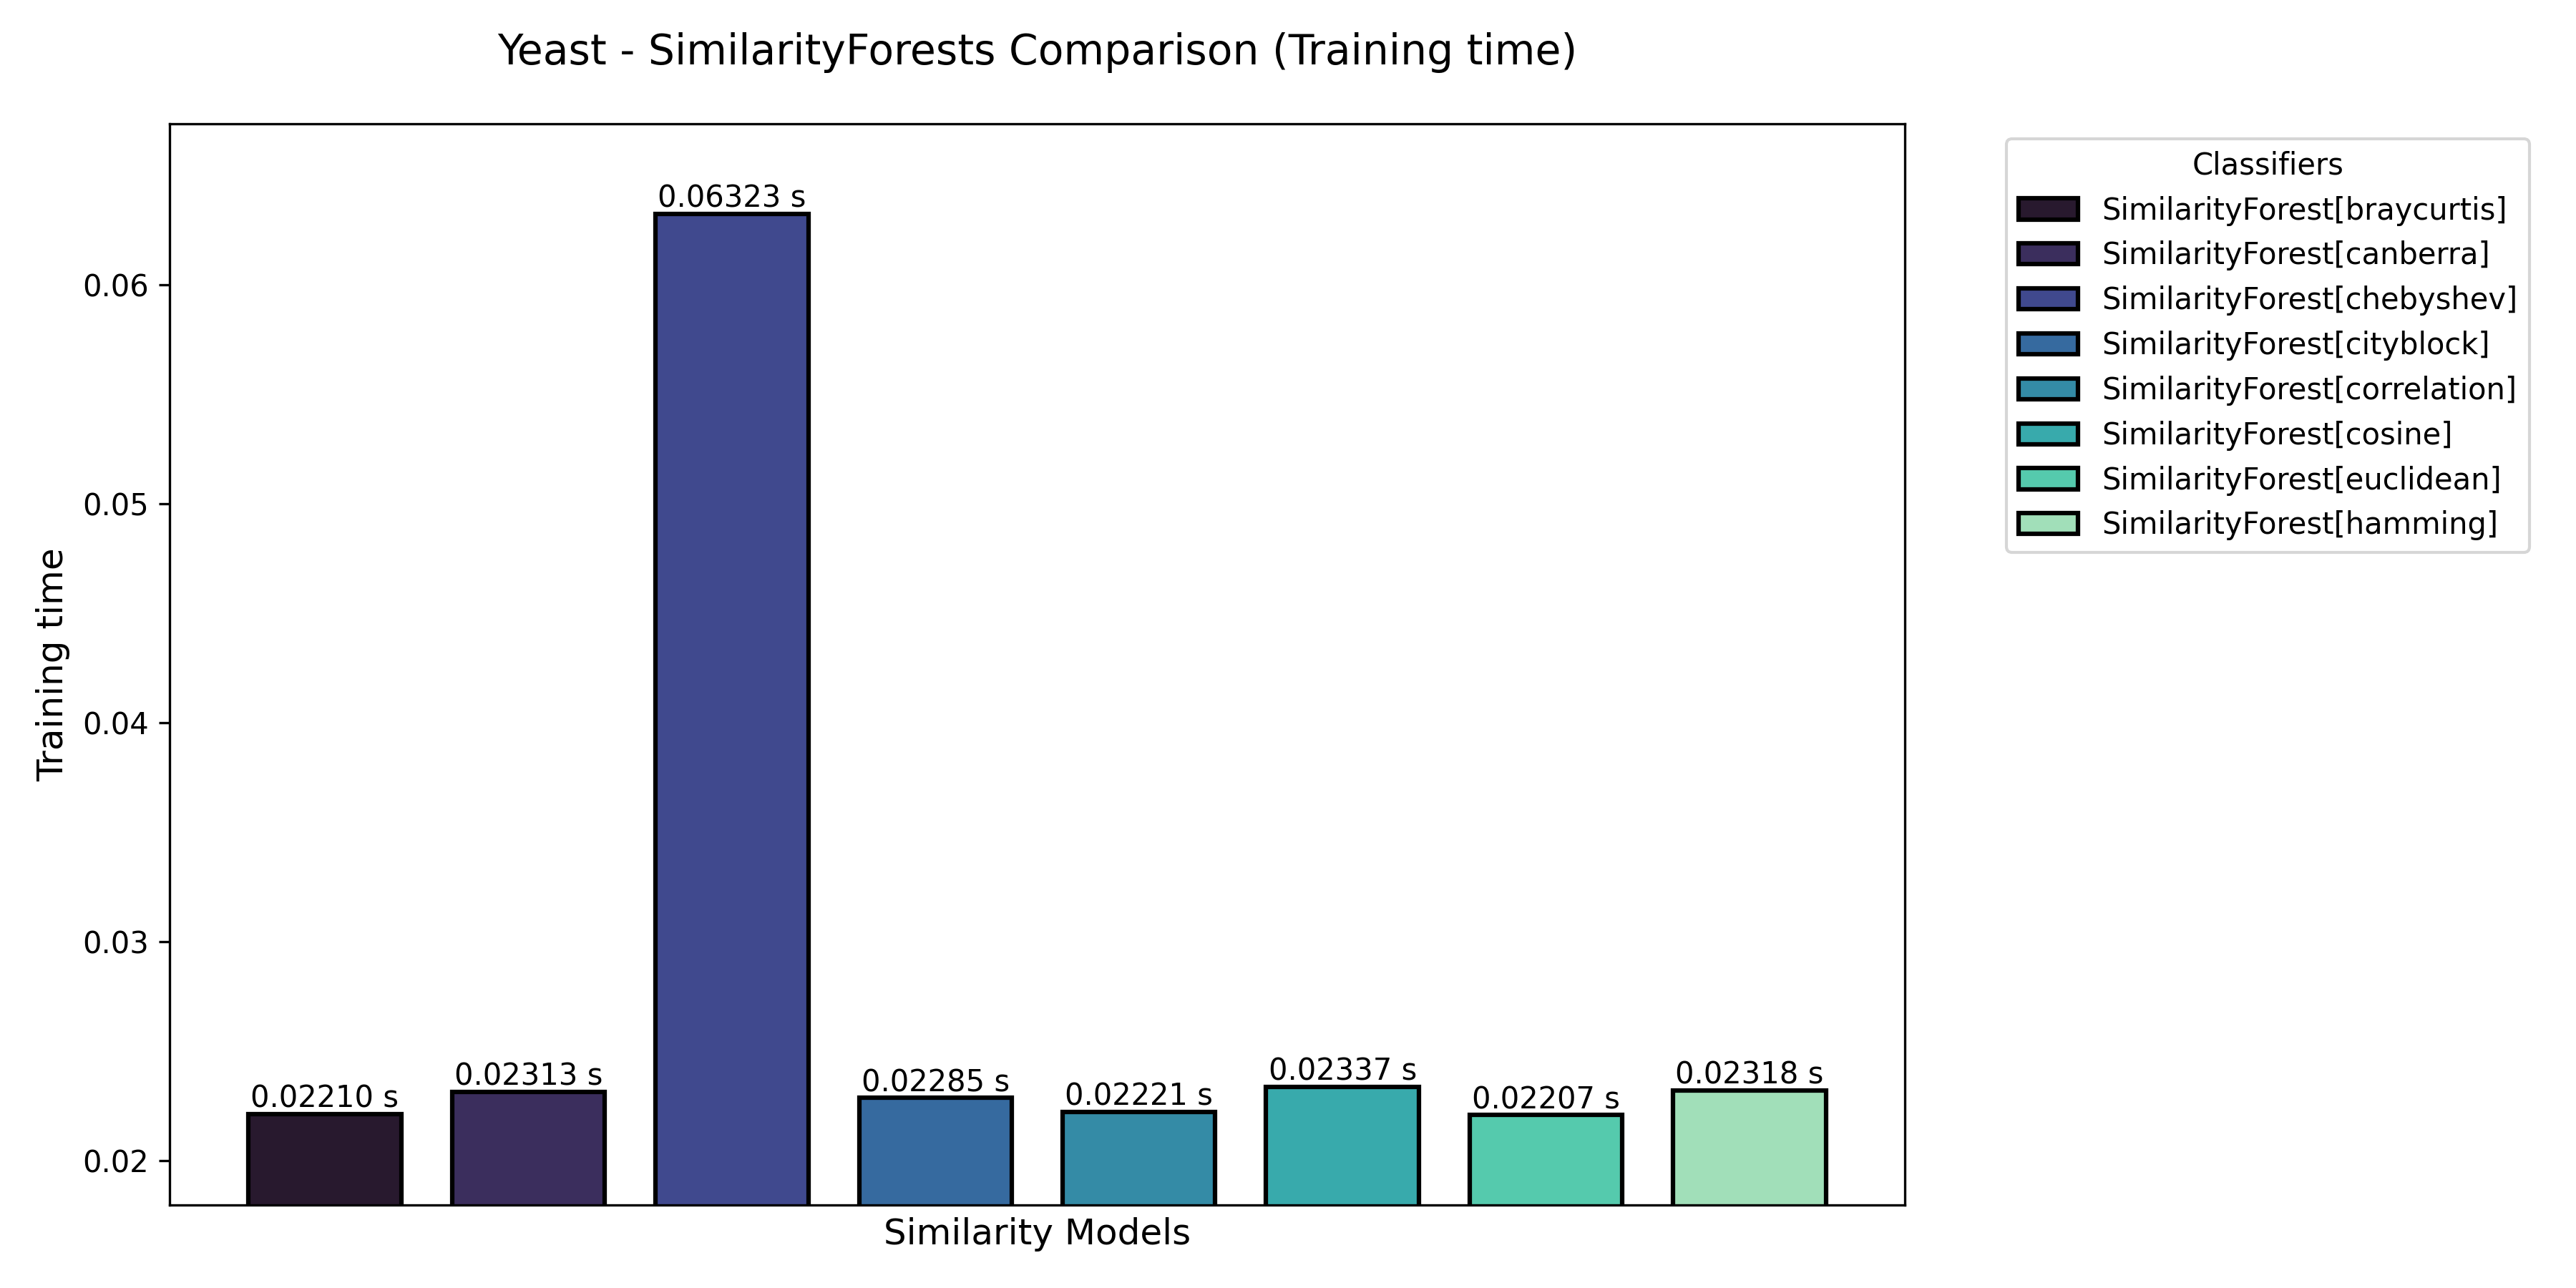 Yeast - SimilarityForests Comparison (Training time)
Training time
0.06
0.05
0.04
0.03
0.02
0.02210 s
0.02313 s
0.06323 s
0.02285 s
0.02221 s
0.02337 s
0.02207 s
0.02318 s
Similarity Models
Classifiers
SimilarityForest[braycurtis]
SimilarityForest[canberra]
SimilarityForest[chebyshev]
SimilarityForest[cityblock]
SimilarityForest[correlation]
SimilarityForest[cosine]
SimilarityForest[euclidean]
SimilarityForest[hamming]